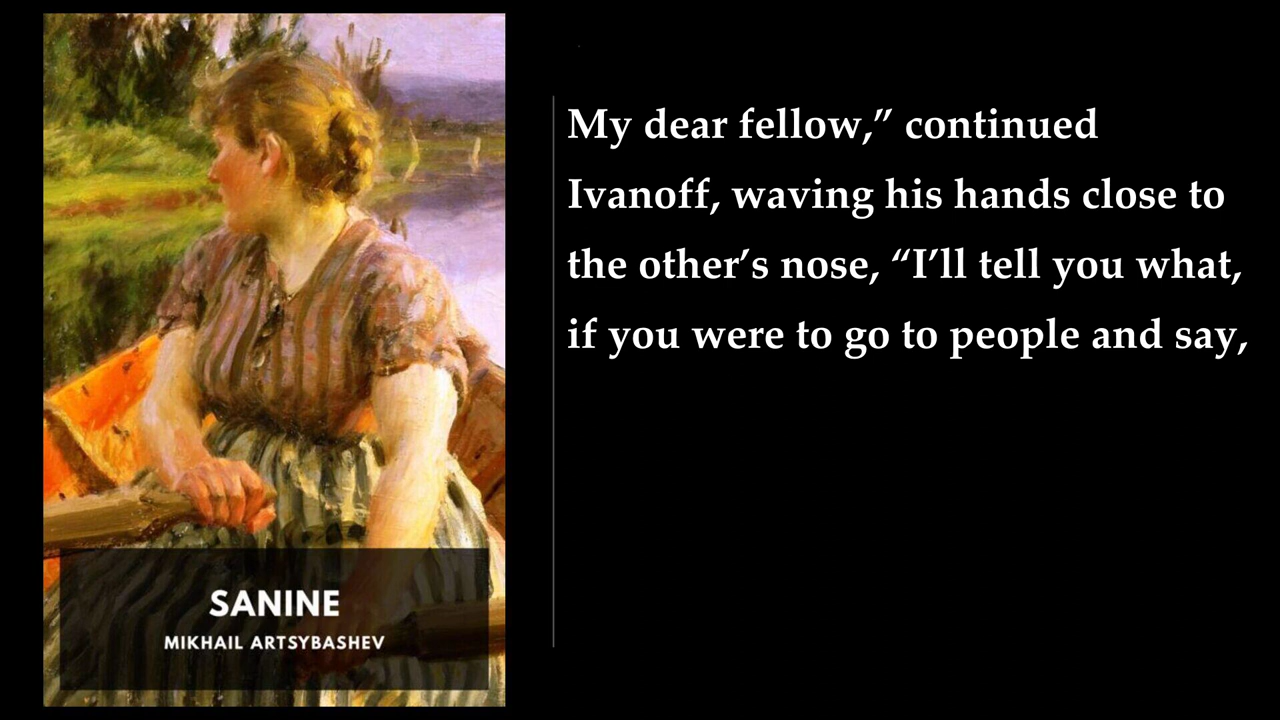 My dear fellow,” continued
Ivanoff, waving his hands close to
the other’s nose, “I’ll tell you what,
if you were to go to people and say,
SANINE
MIKHAIL ARTSYBASHEV